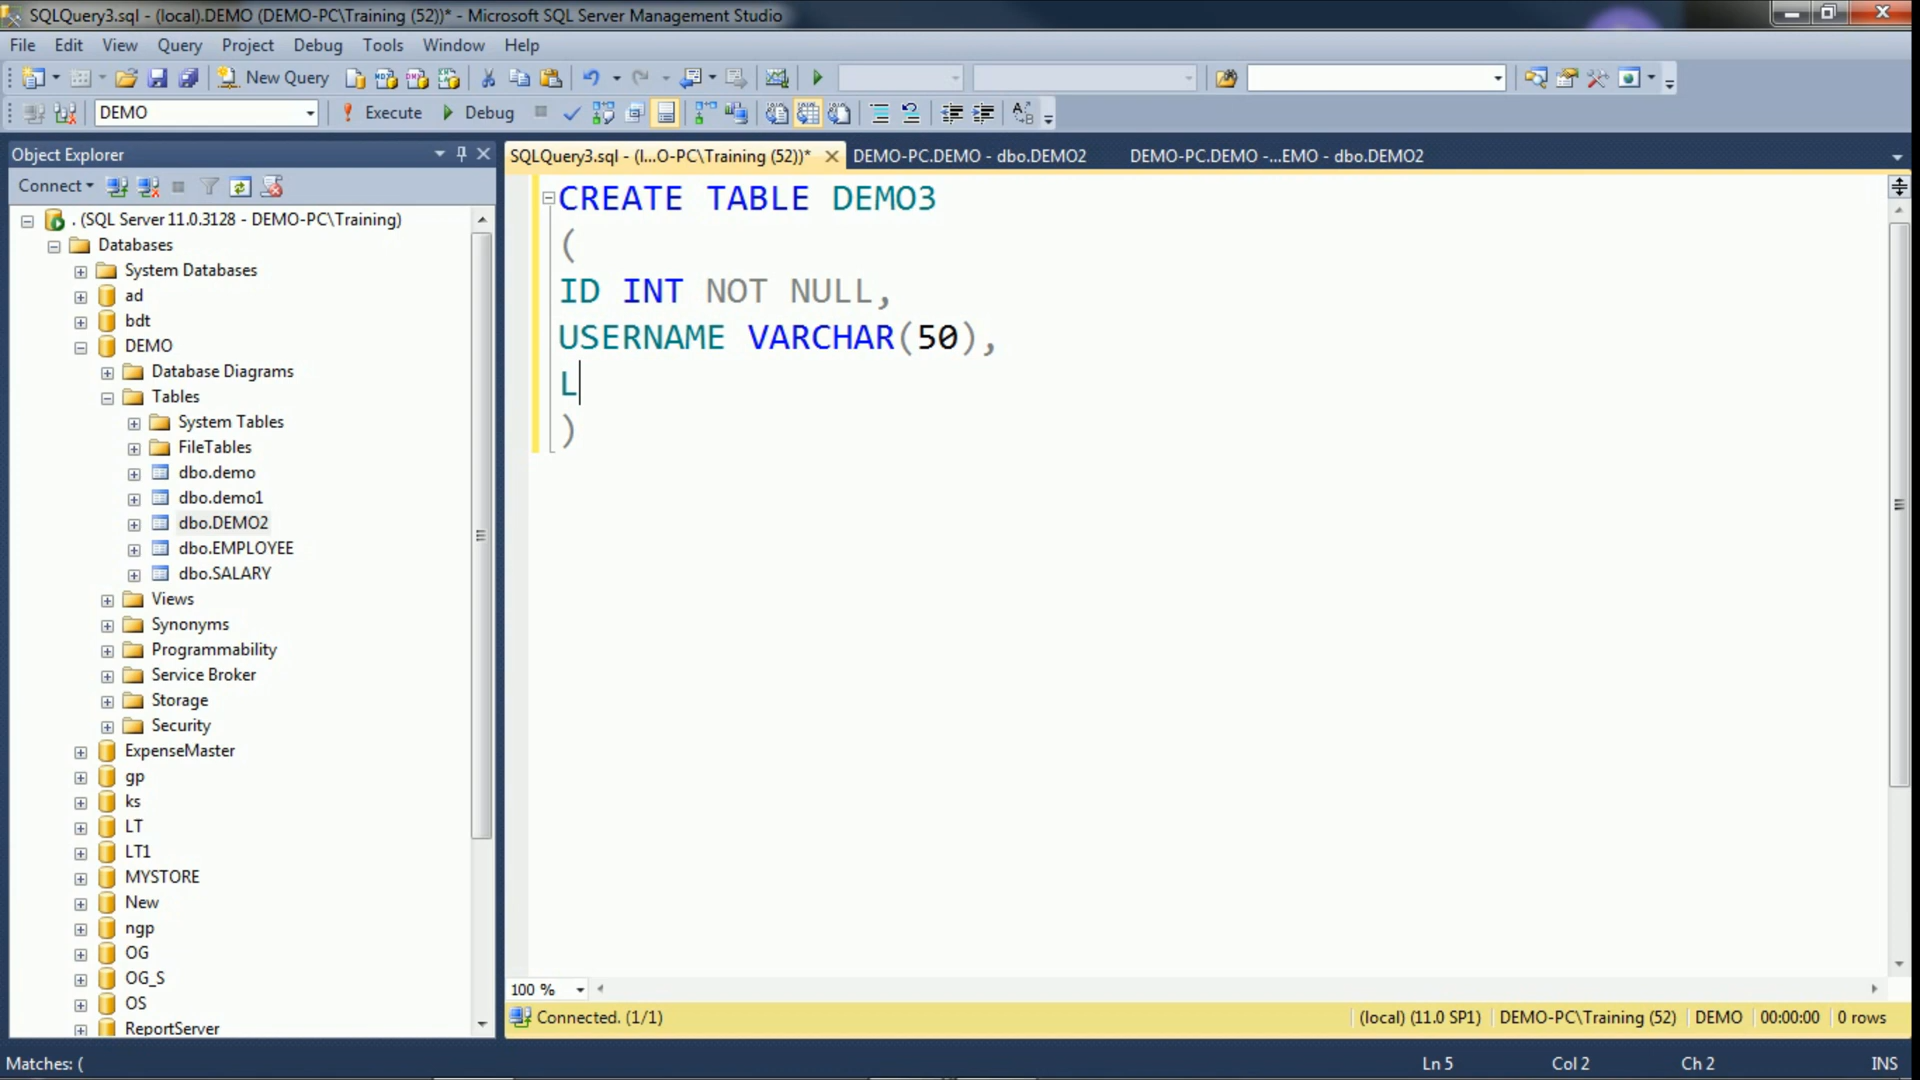 SQLQuery3.sql - (local).DEMO (DEMO-PC\Training (52))* - Microsoft SQL Server Management Studio
File Edit View Query Project Debug Tools Window Help
New Query
DEMO Execute Debug
Object Explorer
Connect
. (SQL Server 11.0.3128 - DEMO-PC\Training)
Databases
System Databases
ad
bdt
DEMO
Database Diagrams
Tables
System Tables
FileTables
dbo.demo
dbo.demo1
dbo.DEMO2
dbo.EMPLOYEE
dbo.SALARY
Views
Synonyms
Programmability
Service Broker
Storage
Security
ExpenseMaster
gp
ks
LT
LT1
MYSTORE
New
ngp
OG
OG_S
OS
ReportServer
SQLQuery3.sql - (l...O-PC\Training (52))* DEMO-PC.DEMO - dbo.DEMO2 DEMO-PC.DEMO -...EMO - dbo.DEMO2
CREATE TABLE DEMO3
(
ID INT NOT NULL,
USERNAME VARCHAR(50),
L
)
100 %
Connected. (1/1) (local) (11.0 SP1) DEMO-PC\Training (52) DEMO 00:00:00 0 rows
Matches: ( Ln 5 Col 2 Ch 2 INS